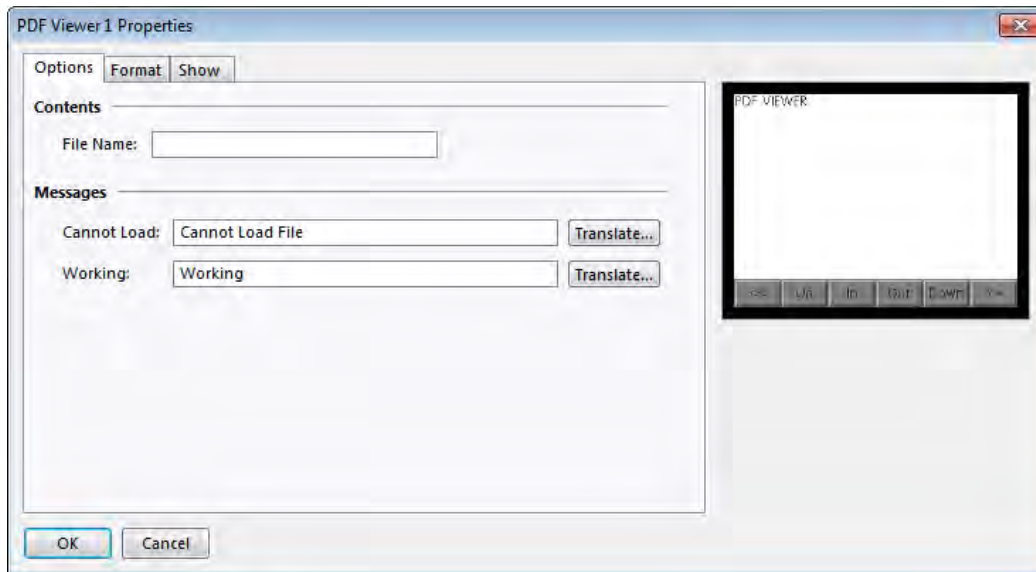 PDF Viewer 1 Properties
Options Format Show
Contents
File Name:
Messages
Cannot Load: Cannot Load File Translate...
Working: Working Translate...
OK Cancel
PDF VIEWER
<< Up In Out Down >>